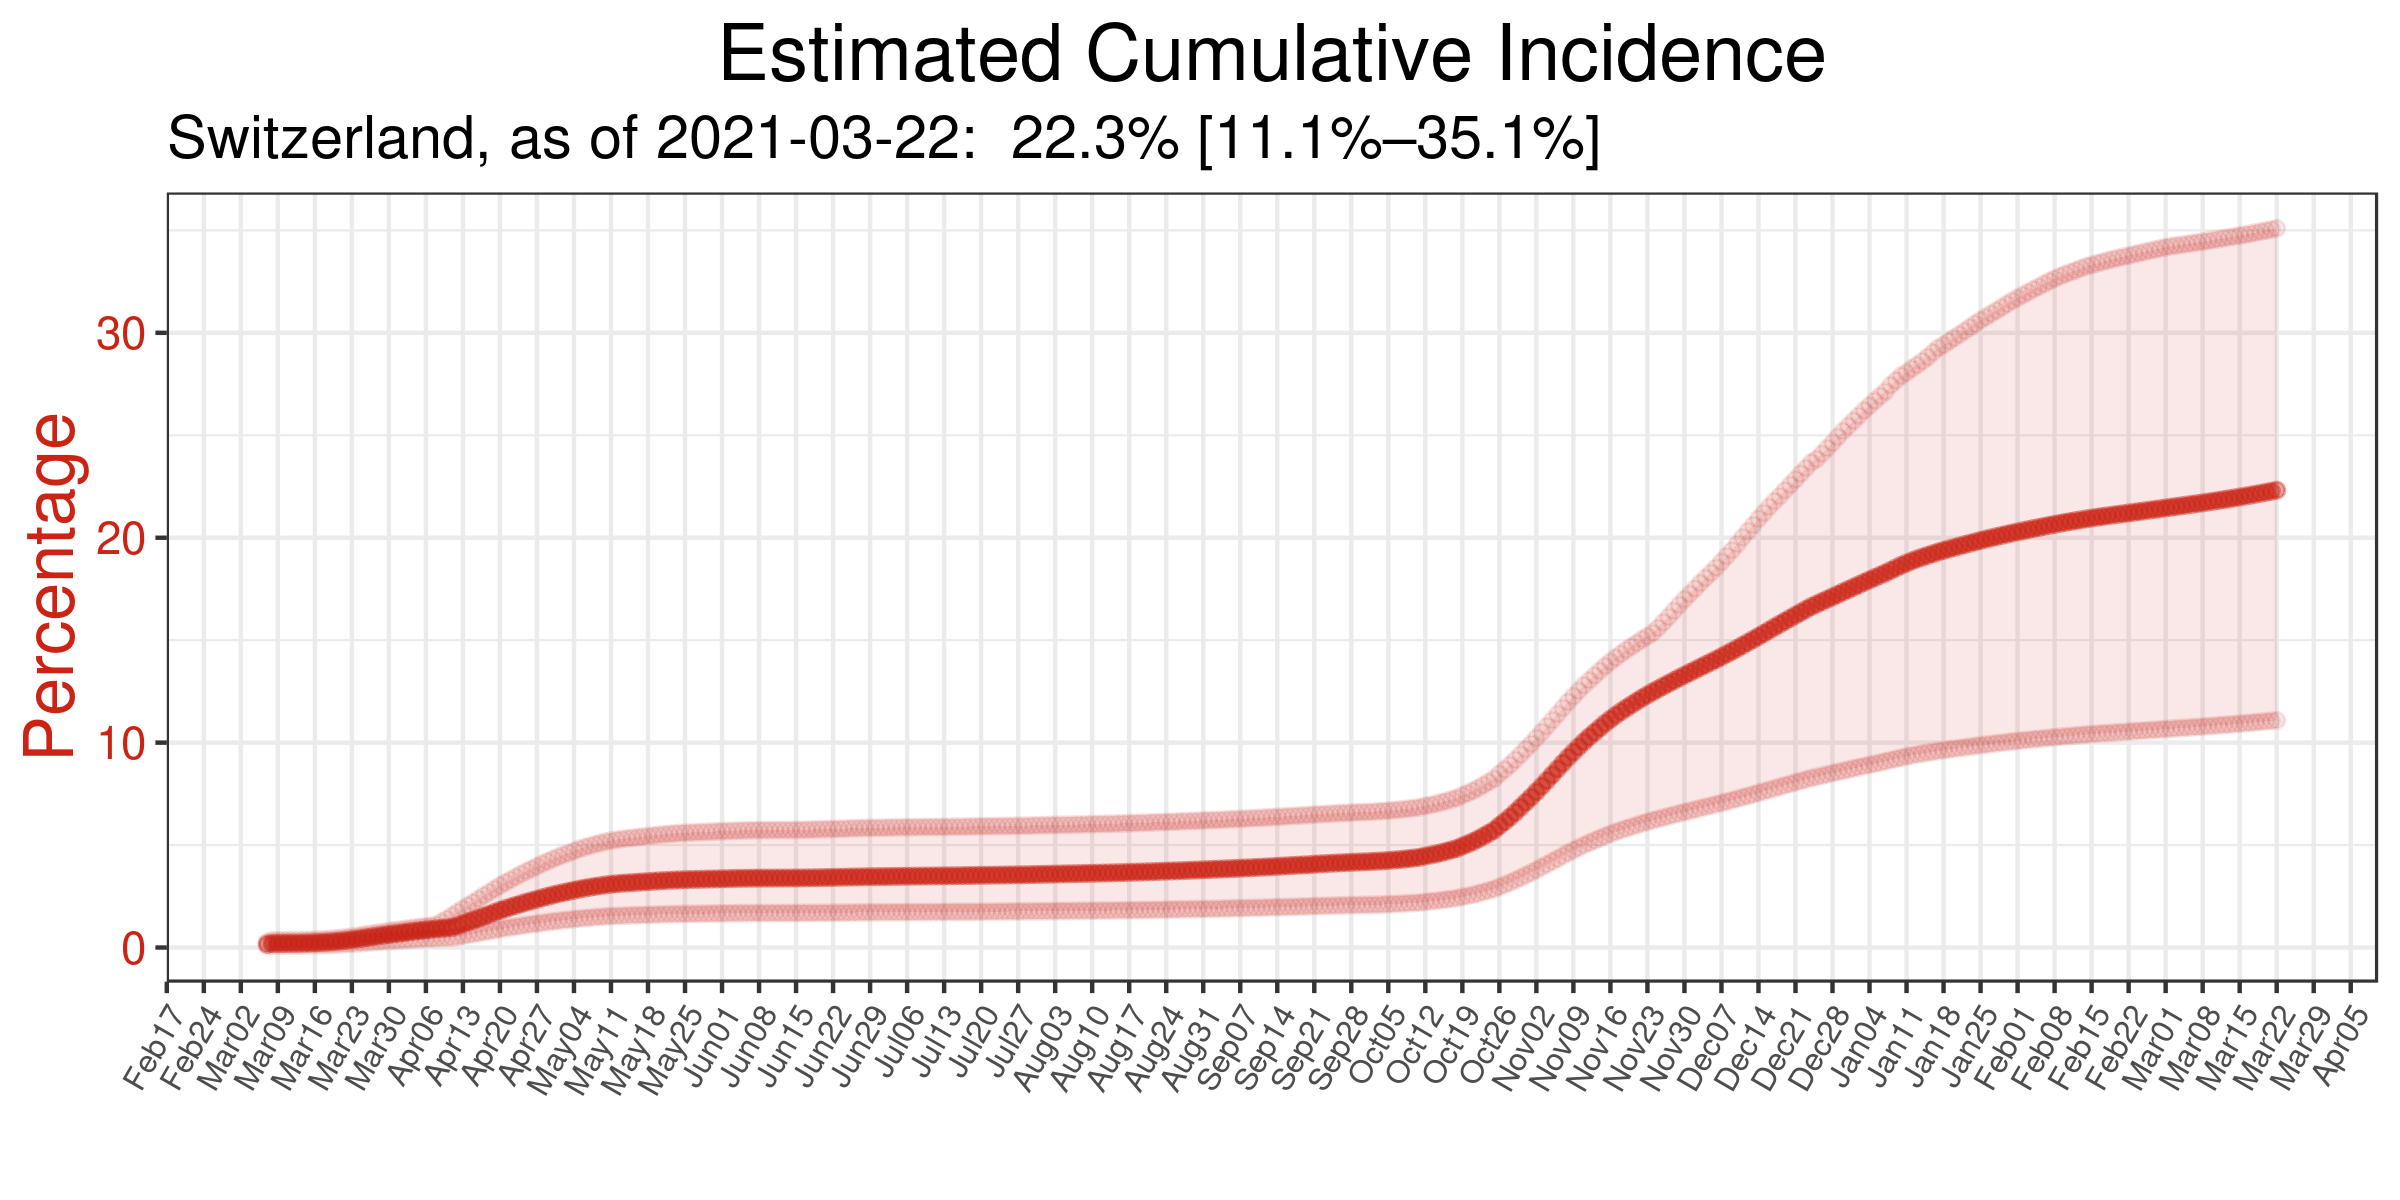 Estimated Cumulative Incidence
Switzerland, as of 2021-03-22:  22.3% [11.1%–35.1%]
Percentage
30
20
10
0
Feb17
Feb24
Mar02
Mar09
Mar16
Mar23
Mar30
Apr06
Apr13
Apr20
Apr27
May04
May11
May18
May25
Jun01
Jun08
Jun15
Jun22
Jun29
Jul06
Jul13
Jul20
Jul27
Aug03
Aug10
Aug17
Aug24
Aug31
Sep07
Sep14
Sep21
Sep28
Oct05
Oct12
Oct19
Oct26
Nov02
Nov09
Nov16
Nov23
Nov30
Dec07
Dec14
Dec21
Dec28
Jan04
Jan11
Jan18
Jan25
Feb01
Feb08
Feb15
Feb22
Mar01
Mar08
Mar15
Mar22
Mar29
Apr05